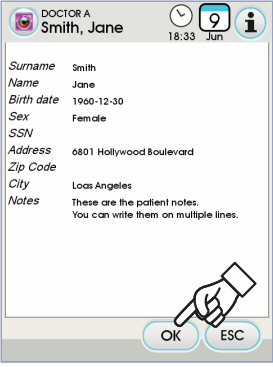 DOCTOR A
Smith, Jane
18:33
9
Jun
i
Surname Smith
Name Jane
Birth date 1960-12-30
Sex Female
SSN
Address 6801 Hollywood Boulevard
Zip Code
City Loas Angeles
Notes These are the patient notes.
You can write them on multiple lines.
OK
ESC